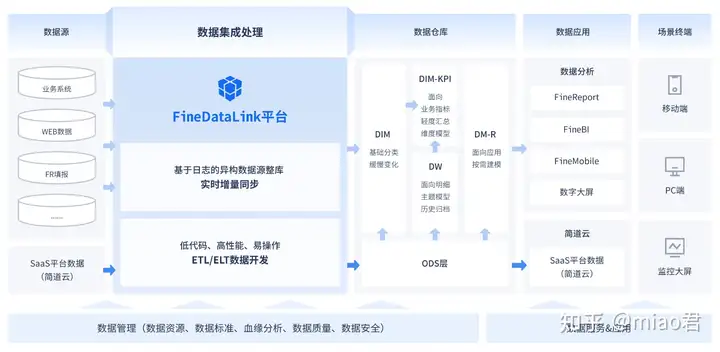 数据源
数据集成处理
数据仓库
数据应用
场景终端
业务系统
WEB数据
FR填报
……
SaaS平台数据
（简道云）
FineDataLink平台
基于日志的异构数据源整库
实时增量同步
低代码、高性能、易操作
ETL/ELT数据开发
DIM
基础分类
缓慢变化
DIM-KPI
面向
业务指标
轻度汇总
维度模型
DW
面向明细
主题模型
历史归档
DM-R
面向应用
按需建模
ODS层
数据分析
FineReport
FineBI
FineMobile
数字大屏
简道云
SaaS平台数据
（简道云）
移动端
PC端
监控大屏
数据管理（数据资源、数据标准、血缘分析、数据质量、数据安全）
数据服务&应用
知乎 @miao君